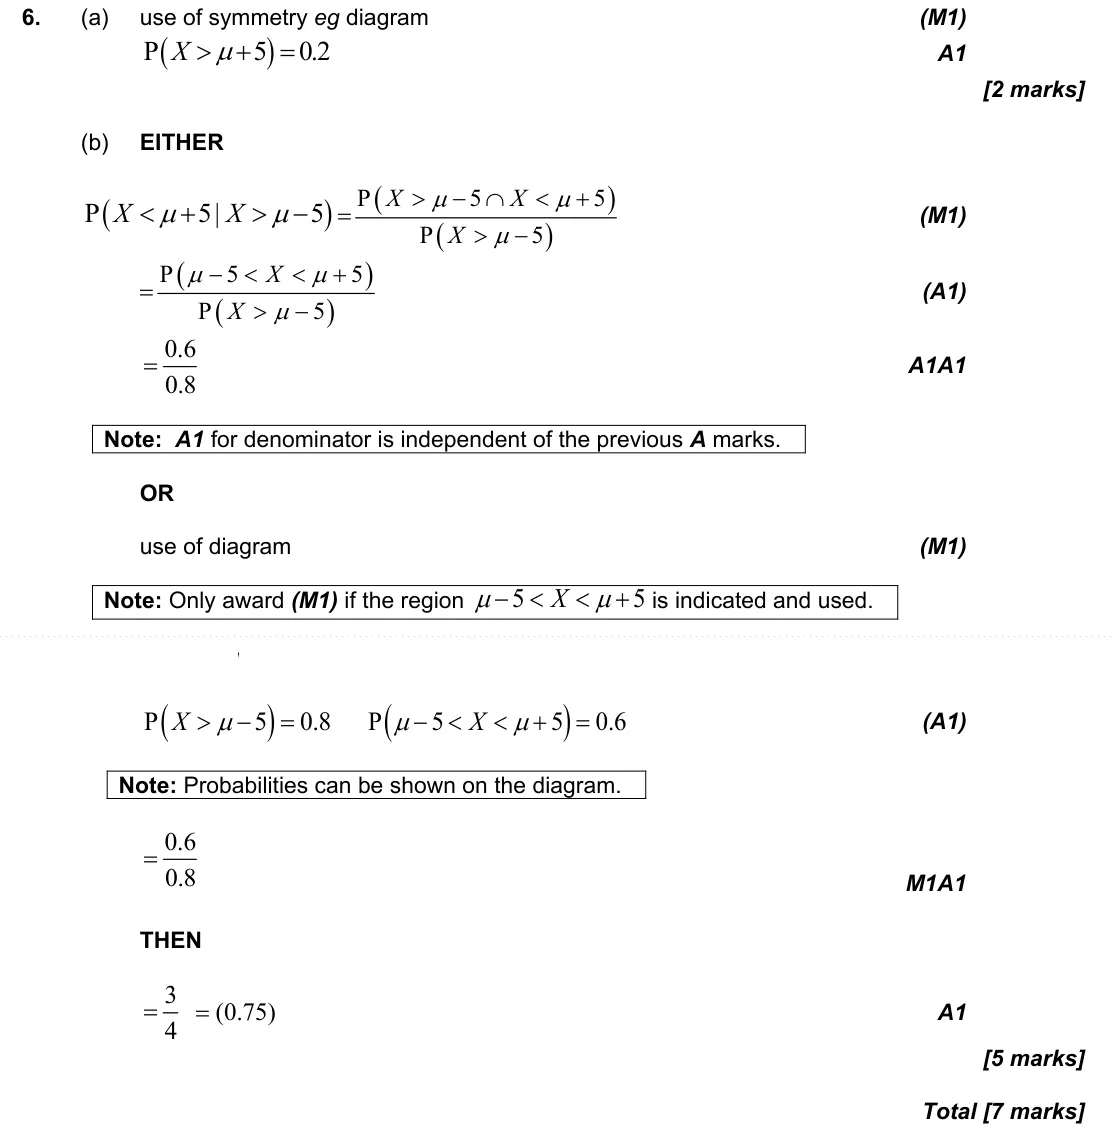 6. (a) use of symmetry eg diagram (M1)
P(X > μ+5) = 0.2 A1
[2 marks]
(b) EITHER
P(X < μ+5 | X > μ−5) = P(X > μ−5 ∩ X < μ+5) / P(X > μ−5) (M1)
= P(μ−5 < X < μ+5) / P(X > μ−5) (A1)
= 0.6 / 0.8 A1A1
Note: A1 for denominator is independent of the previous A marks.
OR
use of diagram (M1)
Note: Only award (M1) if the region μ−5 < X < μ+5 is indicated and used.
P(X > μ−5) = 0.8 P(μ−5 < X < μ+5) = 0.6 (A1)
Note: Probabilities can be shown on the diagram.
= 0.6 / 0.8 M1A1
THEN
= 3 / 4 = (0.75) A1
[5 marks]
Total [7 marks]